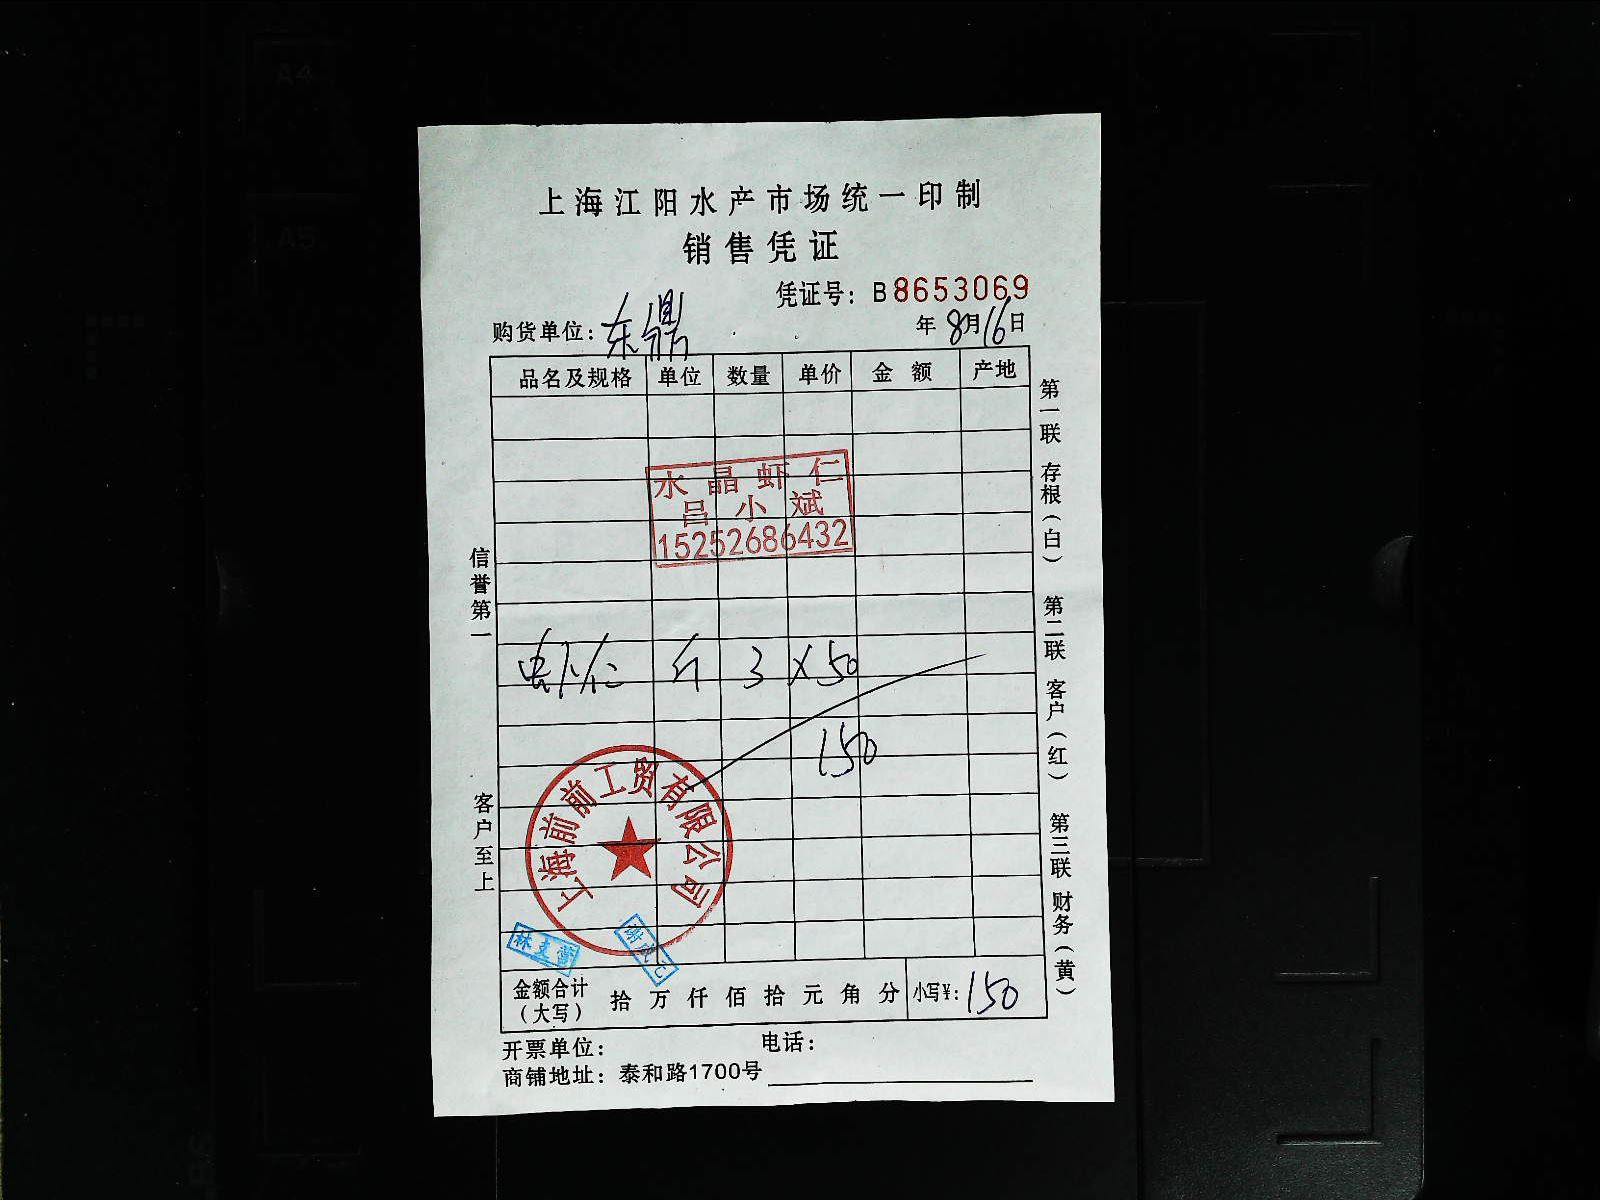 上海江阳水产市场统一印制
销售凭证
凭证号：B8653069
购货单位：东鼎
年8月16日
品名及规格 单位 数量 单价 金额 产地
水晶虾仁
吕小斌
15252686432
虾仁 斤 3 ×50
150
上海前前工贸有限公司
金额合计（大写） 拾万仟佰拾元角分 小写¥：150
开票单位： 电话：
商铺地址：泰和路1700号
信誉第一 客户至上
第一联 存根（白） 第二联 客户（红） 第三联 财务（黄）
A4
A5